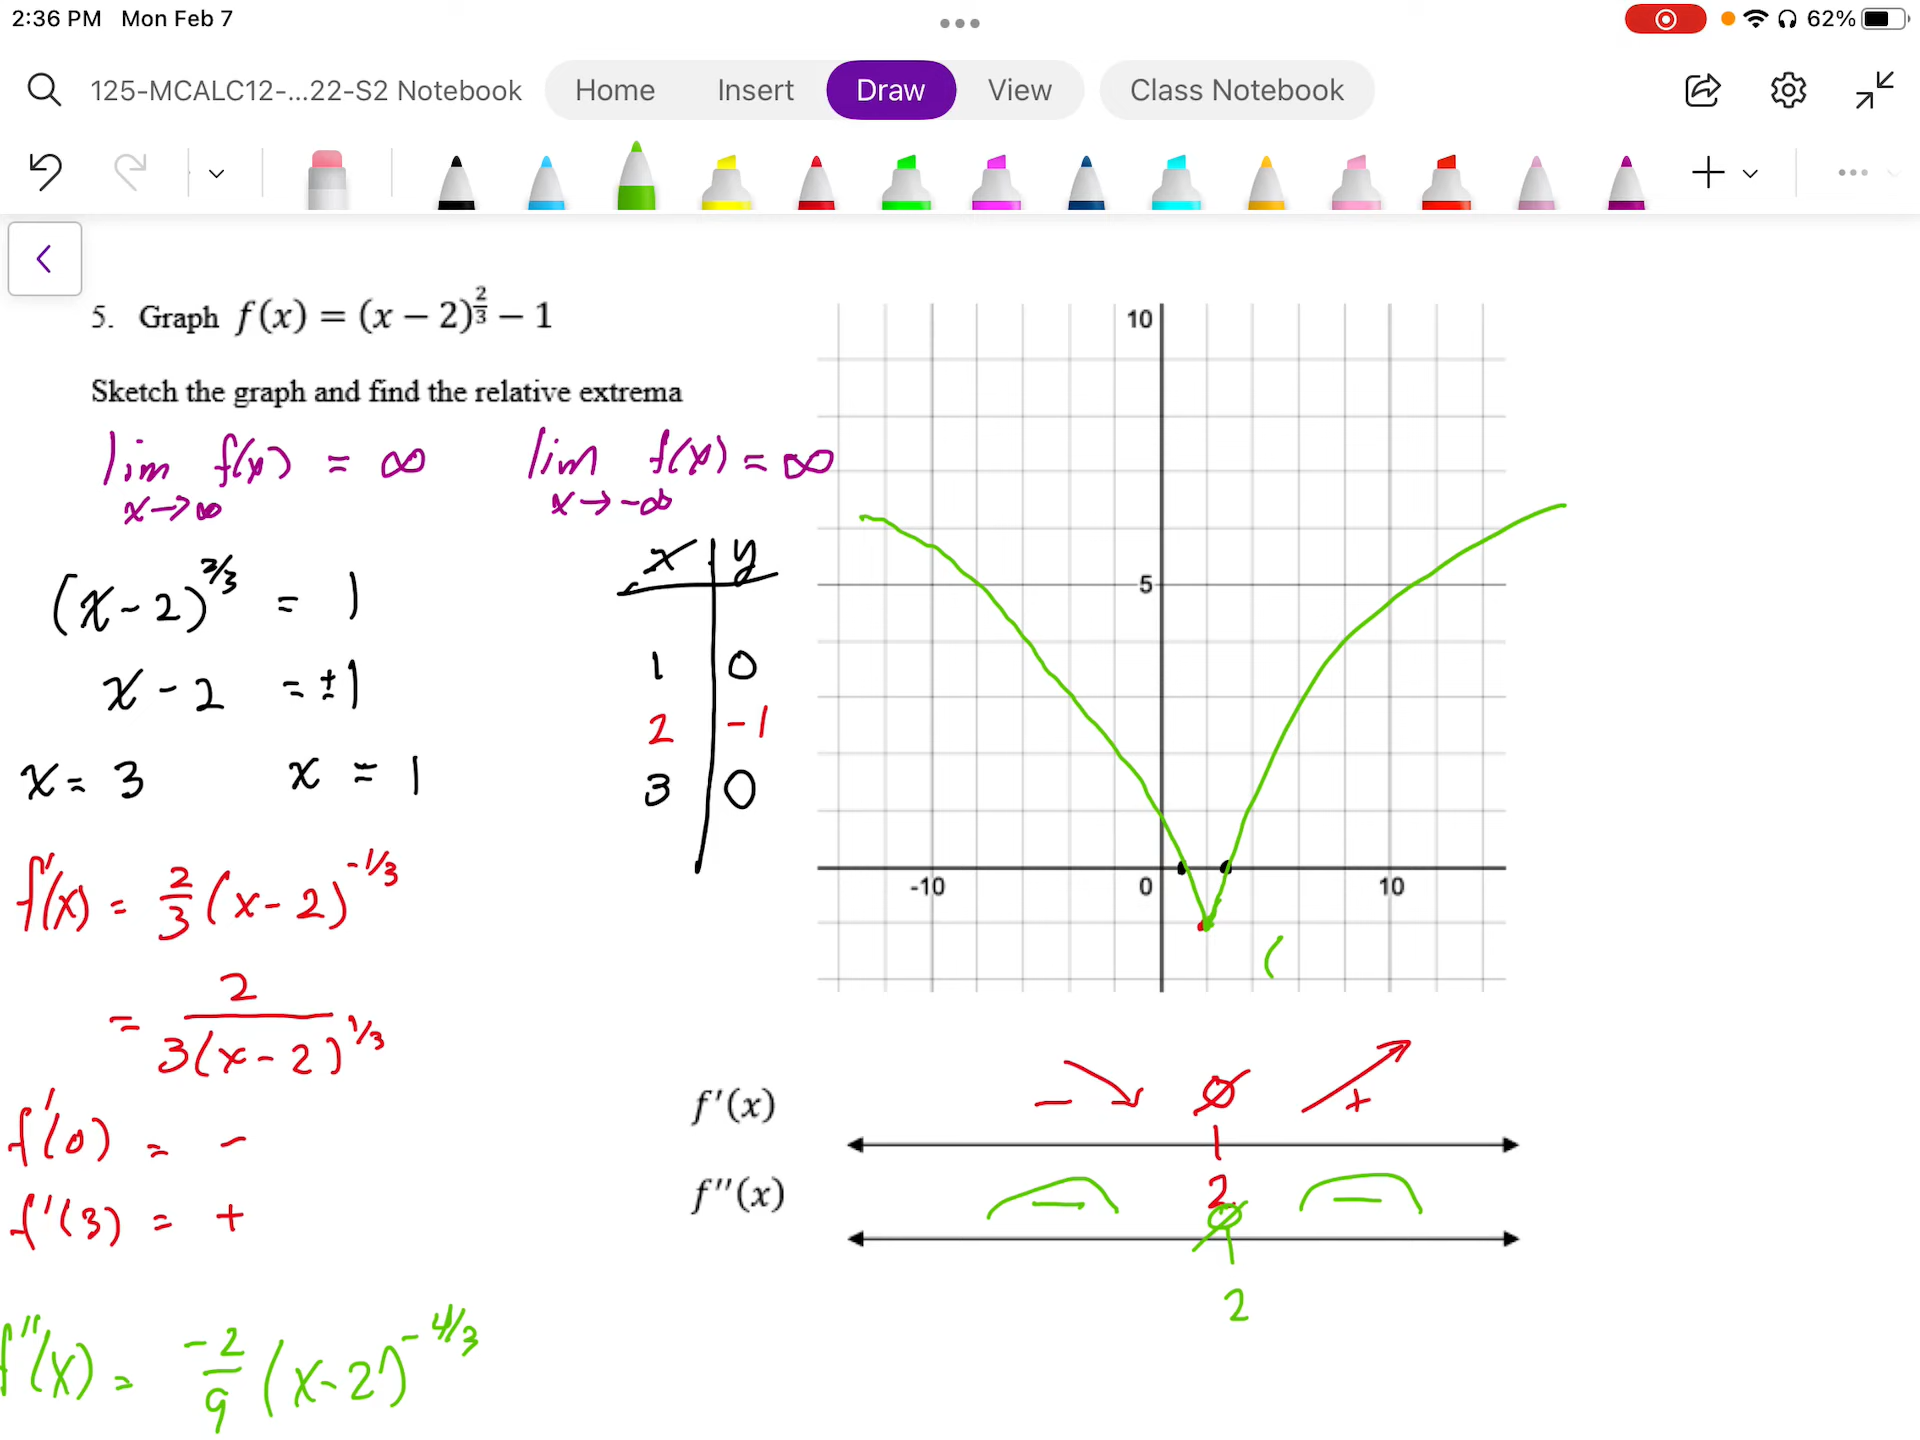 2:36 PM Mon Feb 7
62%
125-MCALC12-...22-S2 Notebook
Home Insert Draw View Class Notebook
5. Graph f(x) = (x − 2)^(2/3) − 1
Sketch the graph and find the relative extrema
lim f(x) = ∞
x→∞
lim f(x) = ∞
x→-∞
(x-2)^(2/3) = 1
x - 2 = ±1
x = 3 x = 1
x | y
1 | 0
2 | -1
3 | 0
f'(x) = 2/3 (x-2)^(-1/3)
= 2 / 3(x-2)^(1/3)
f'(0) = -
f'(3) = +
f''(x) = -2/9 (x-2)^(-4/3)
10
5
-10 0 10
(
f'(x) − ∅ +
2
f''(x) − ∅ −
2